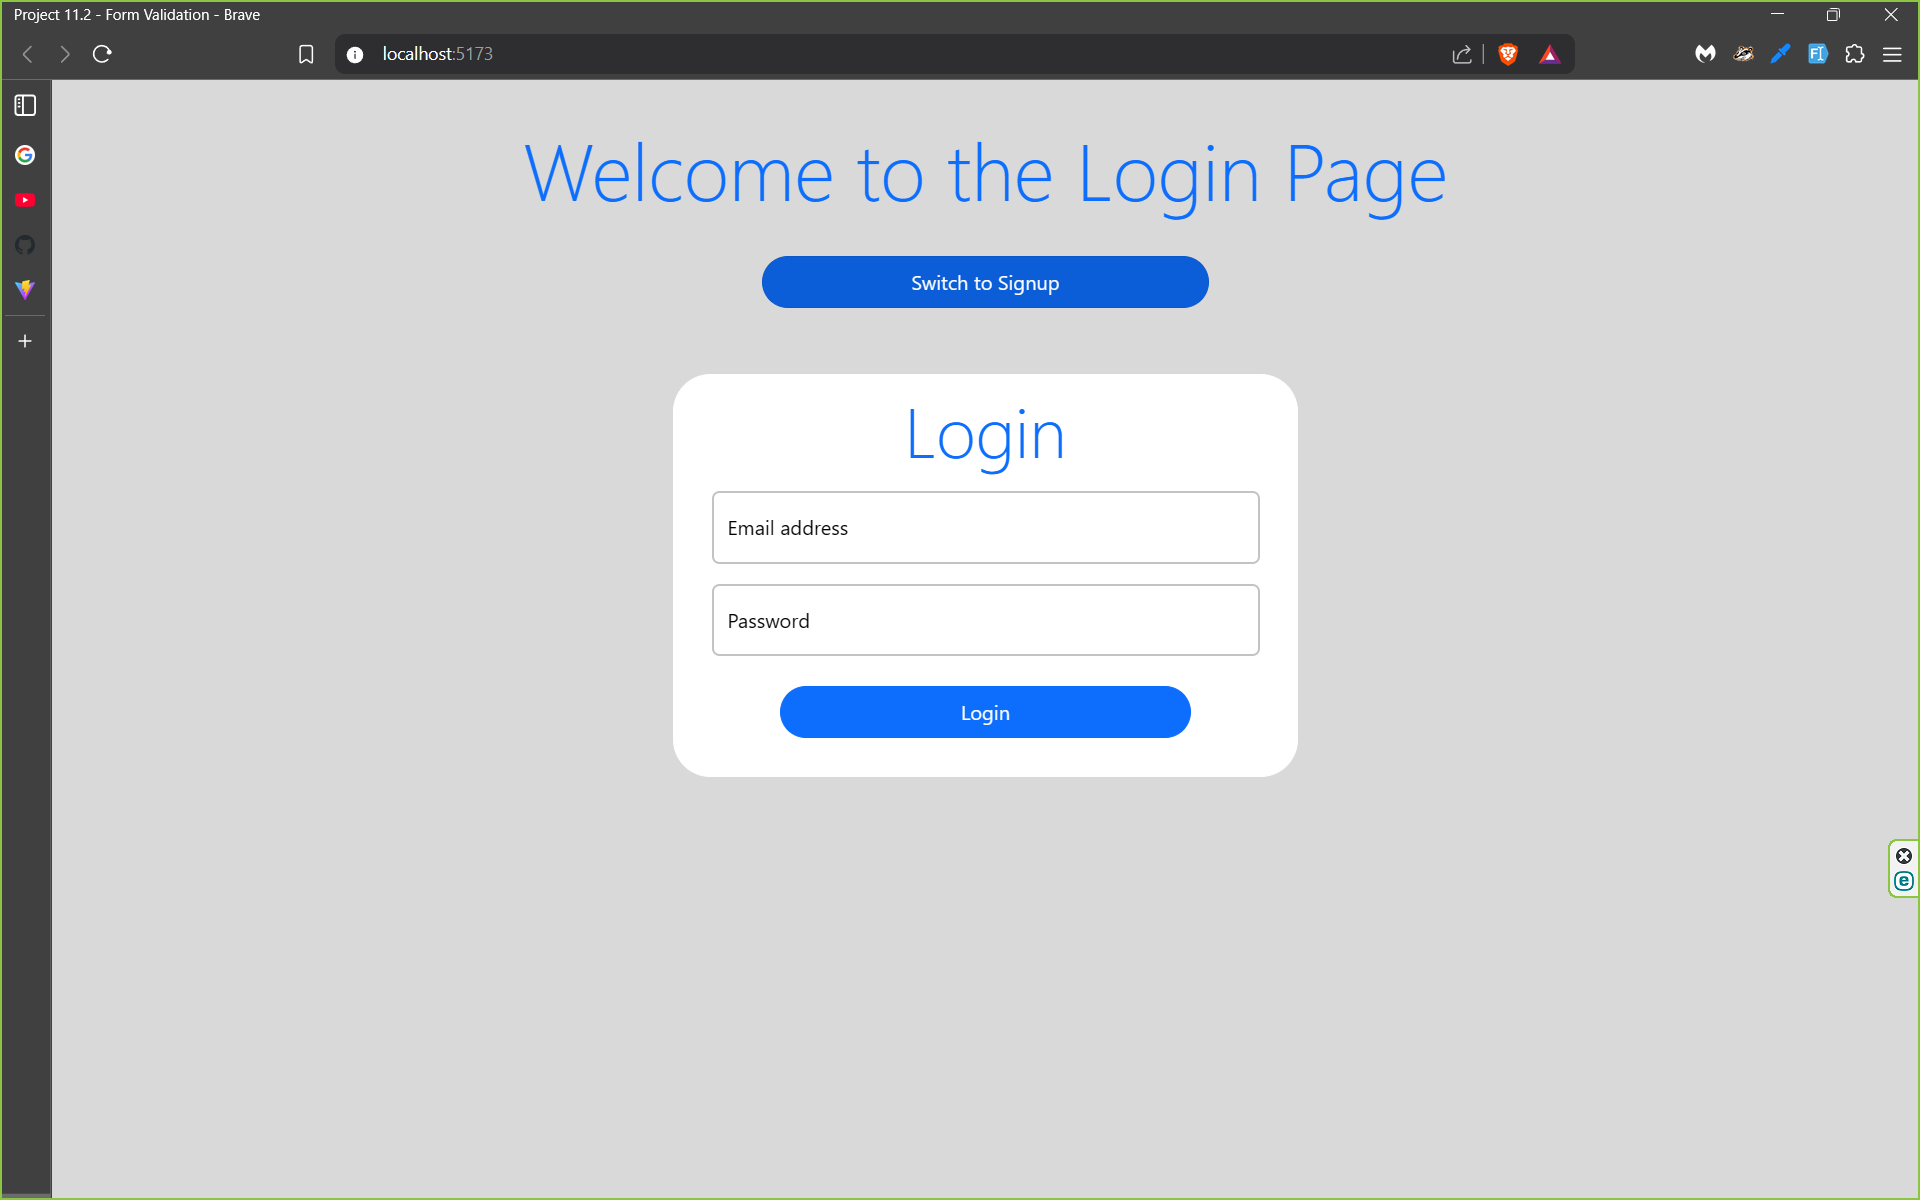 Project 11.2 - Form Validation - Brave
localhost:5173
FI
Welcome to the Login Page
Switch to Signup
Login
Email address
Password
Login
e